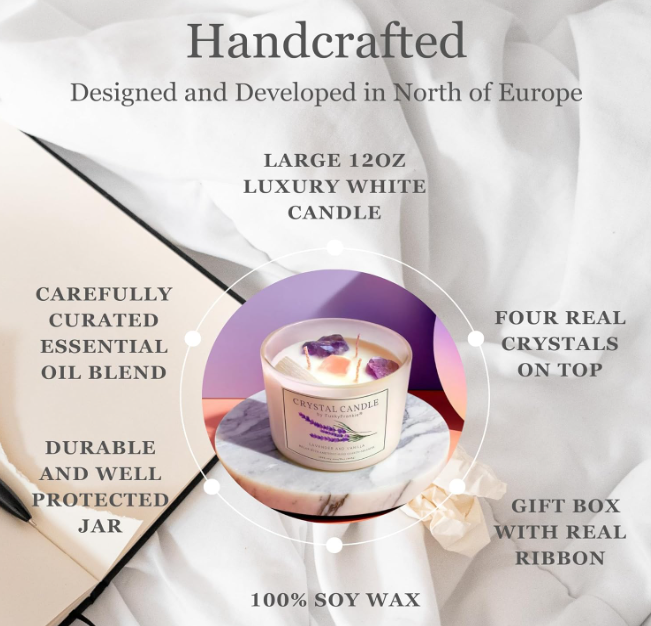 Handcrafted
Designed and Developed in North of Europe
LARGE 12OZ
LUXURY WHITE
CANDLE
CAREFULLY
CURATED
ESSENTIAL
OIL BLEND
FOUR REAL
CRYSTALS
ON TOP
CRYSTAL CANDLE
DURABLE
AND WELL
PROTECTED
JAR
GIFT BOX
WITH REAL
RIBBON
100% SOY WAX